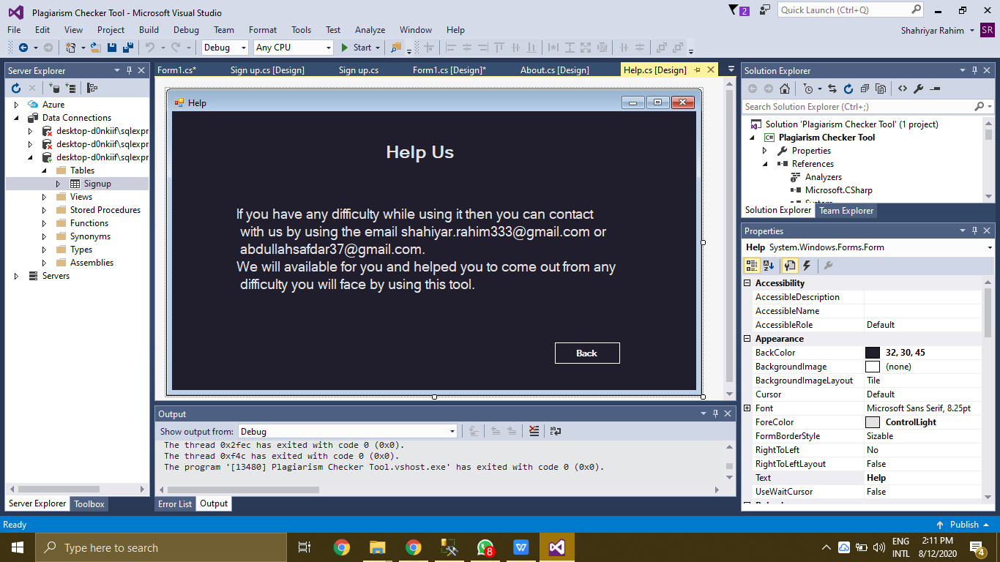 Plagiarism Checker Tool - Microsoft Visual Studio
2
Quick Launch (Ctrl+Q)
File Edit View Project Build Debug Team Format Tools Test Analyze Window Help
Shahriyar Rahim SR
Debug Any CPU Start
Server Explorer
Azure
Data Connections
desktop-d0nkiif\sqlexpr
desktop-d0nkiif\sqlexpr
desktop-d0nkiif\sqlexpr
Tables
Signup
Views
Stored Procedures
Functions
Synonyms
Types
Assemblies
Servers
Server Explorer Toolbox
Form1.cs* Sign up.cs [Design] Sign up.cs Form1.cs [Design]* About.cs [Design] Help.cs [Design]
Help
Help Us
If you have any difficulty while using it then you can contact
with us by using the email shahiyar.rahim333@gmail.com or
abdullahsafdar37@gmail.com.
We will available for you and helped you to come out from any
difficulty you will face by using this tool.
Back
Output
Show output from: Debug
The thread 0x2fec has exited with code 0 (0x0).
The thread 0xf4c has exited with code 0 (0x0).
The program '[13480] Plagiarism Checker Tool.vshost.exe' has exited with code 0 (0x0).
Error List Output
Solution Explorer
Search Solution Explorer (Ctrl+;)
Solution 'Plagiarism Checker Tool' (1 project)
C# Plagiarism Checker Tool
Properties
References
Analyzers
Microsoft.CSharp
System
Solution Explorer Team Explorer
Properties
Help System.Windows.Forms.Form
Accessibility
AccessibleDescription
AccessibleName
AccessibleRole Default
Appearance
BackColor 32, 30, 45
BackgroundImage (none)
BackgroundImageLayout Tile
Cursor Default
Font Microsoft Sans Serif, 8.25pt
ForeColor ControlLight
FormBorderStyle Sizable
RightToLeft No
RightToLeftLayout False
Text Help
UseWaitCursor False
Ready Publish
Type here to search
8
W
ENG
INTL
2:11 PM
8/12/2020
4